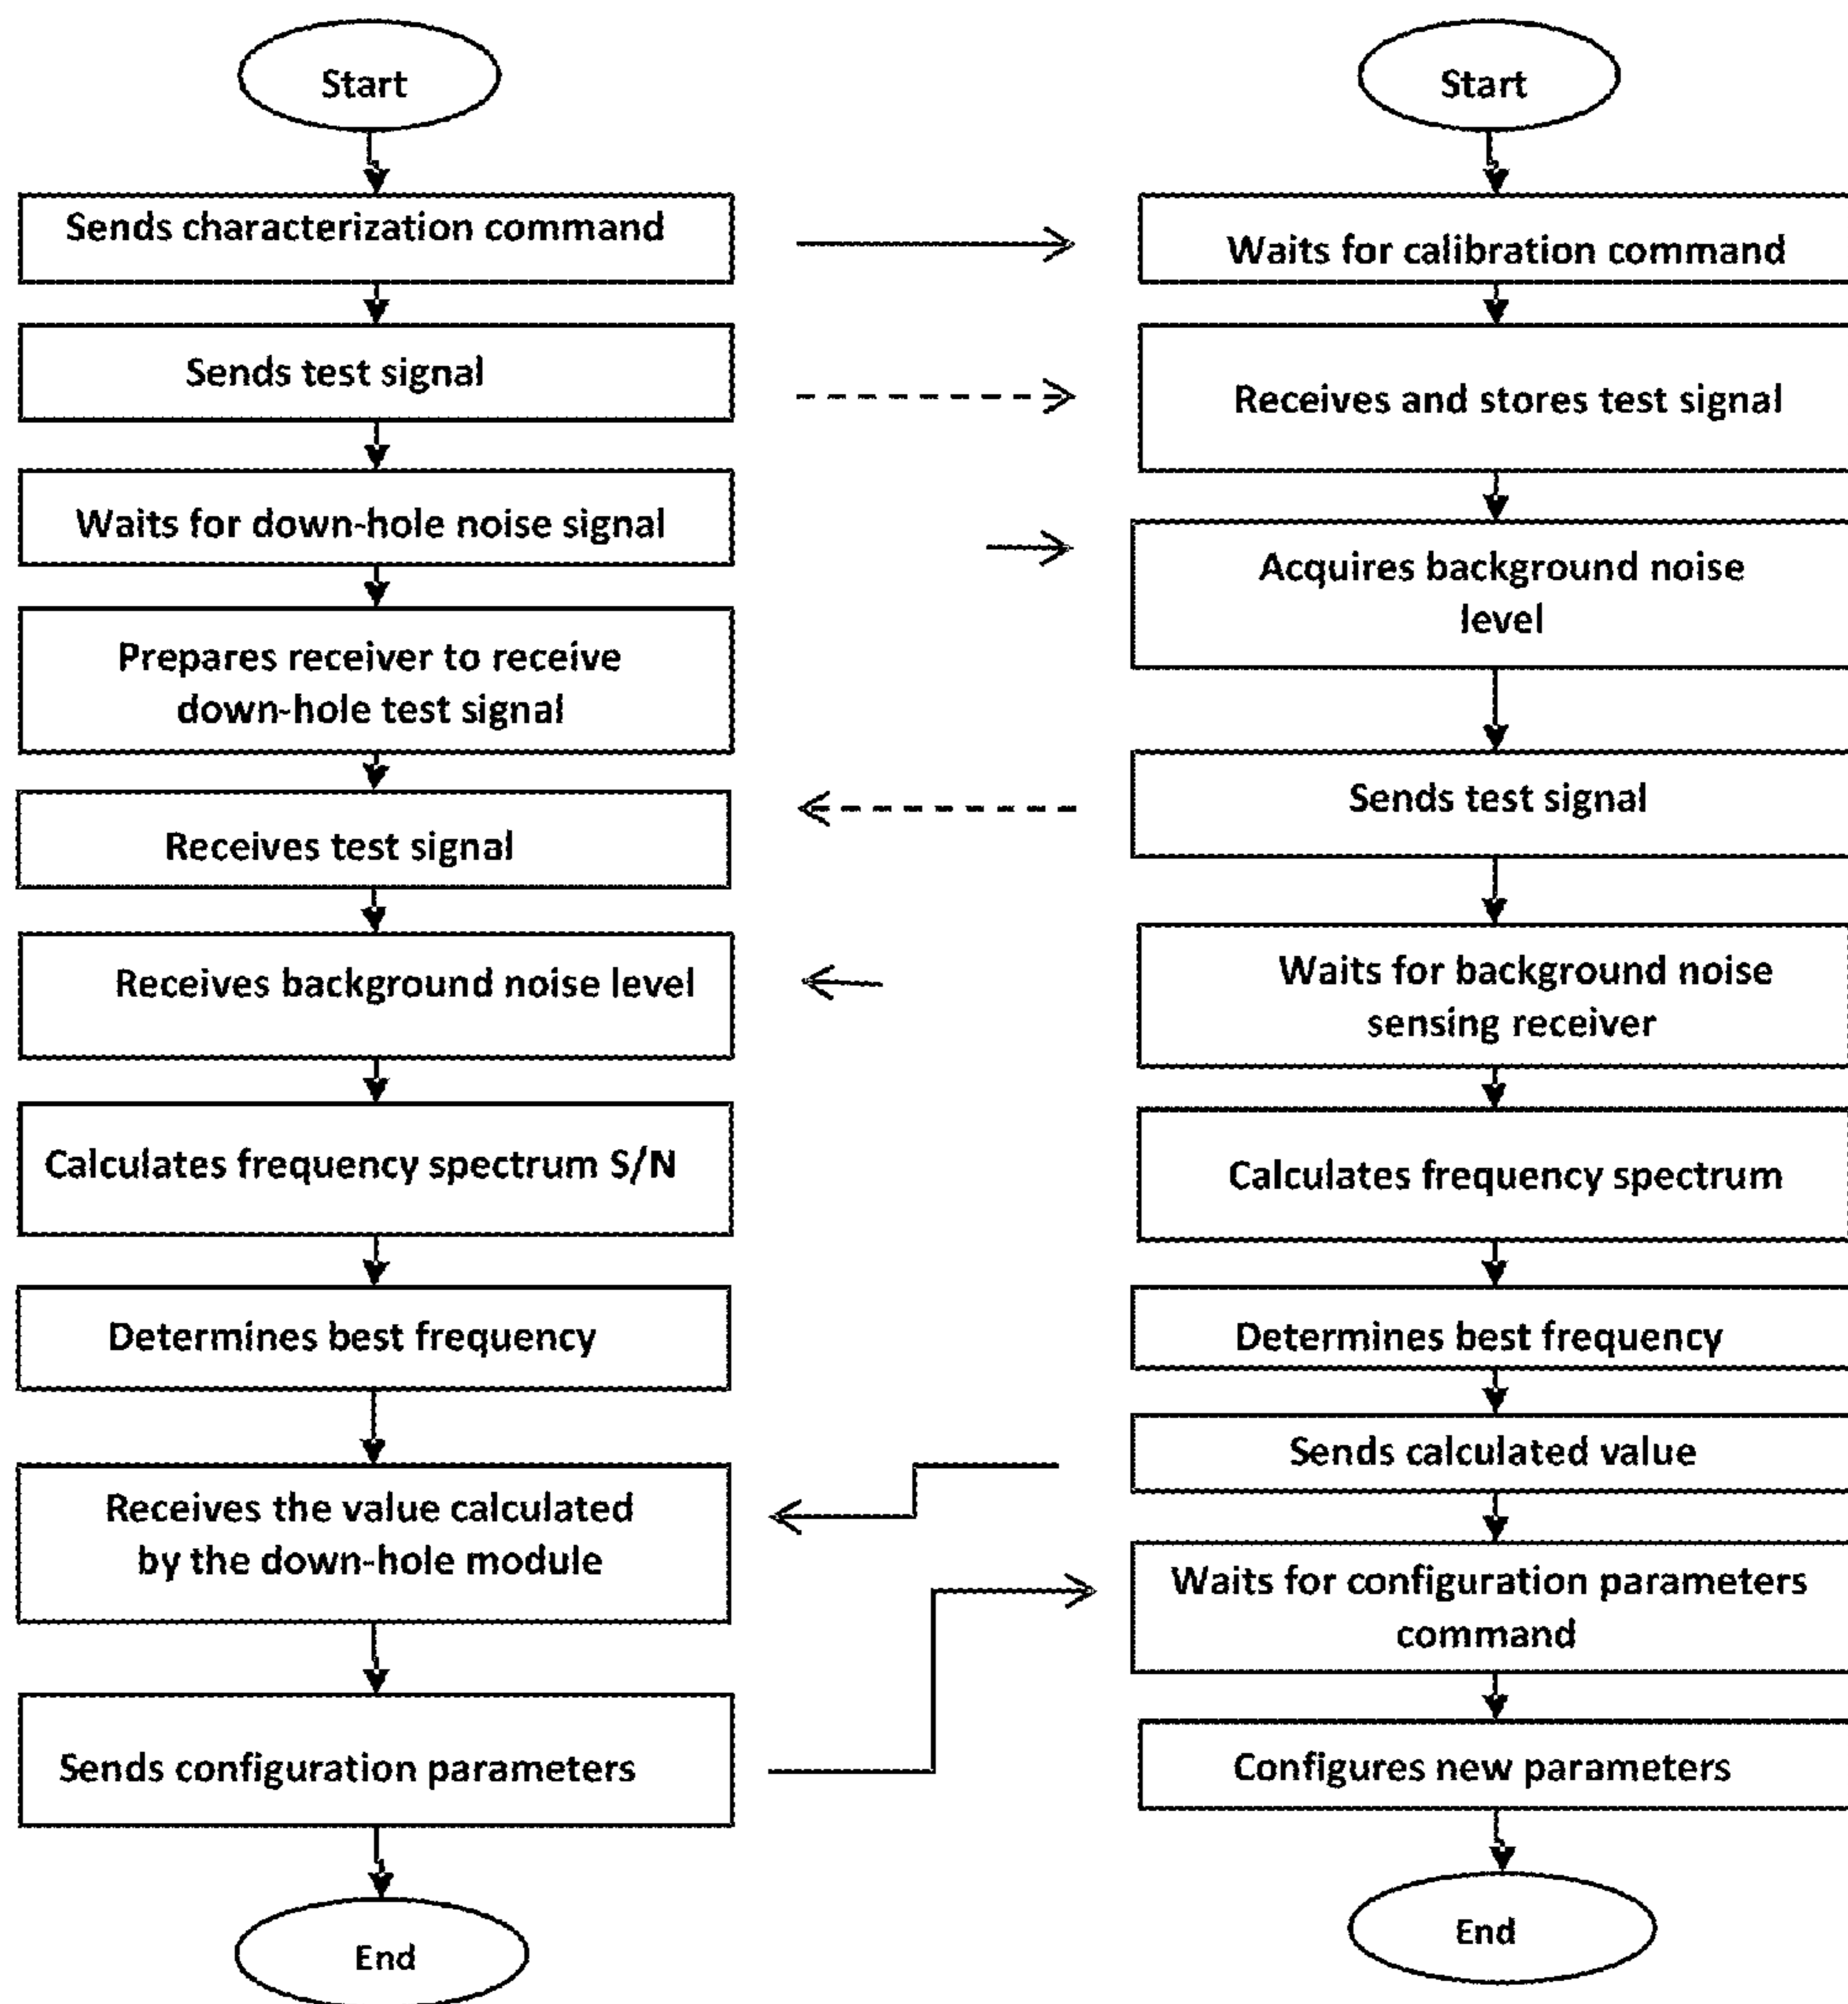 Start
Sends characterization command
Sends test signal
Waits for down-hole noise signal
Prepares receiver to receive
down-hole test signal
Receives test signal
Receives background noise level
Calculates frequency spectrum S/N
Determines best frequency
Receives the value calculated
by the down-hole module
Sends configuration parameters
End
Start
Waits for calibration command
Receives and stores test signal
Acquires background noise
level
Sends test signal
Waits for background noise
sensing receiver
Calculates frequency spectrum
Determines best frequency
Sends calculated value
Waits for configuration parameters
command
Configures new parameters
End